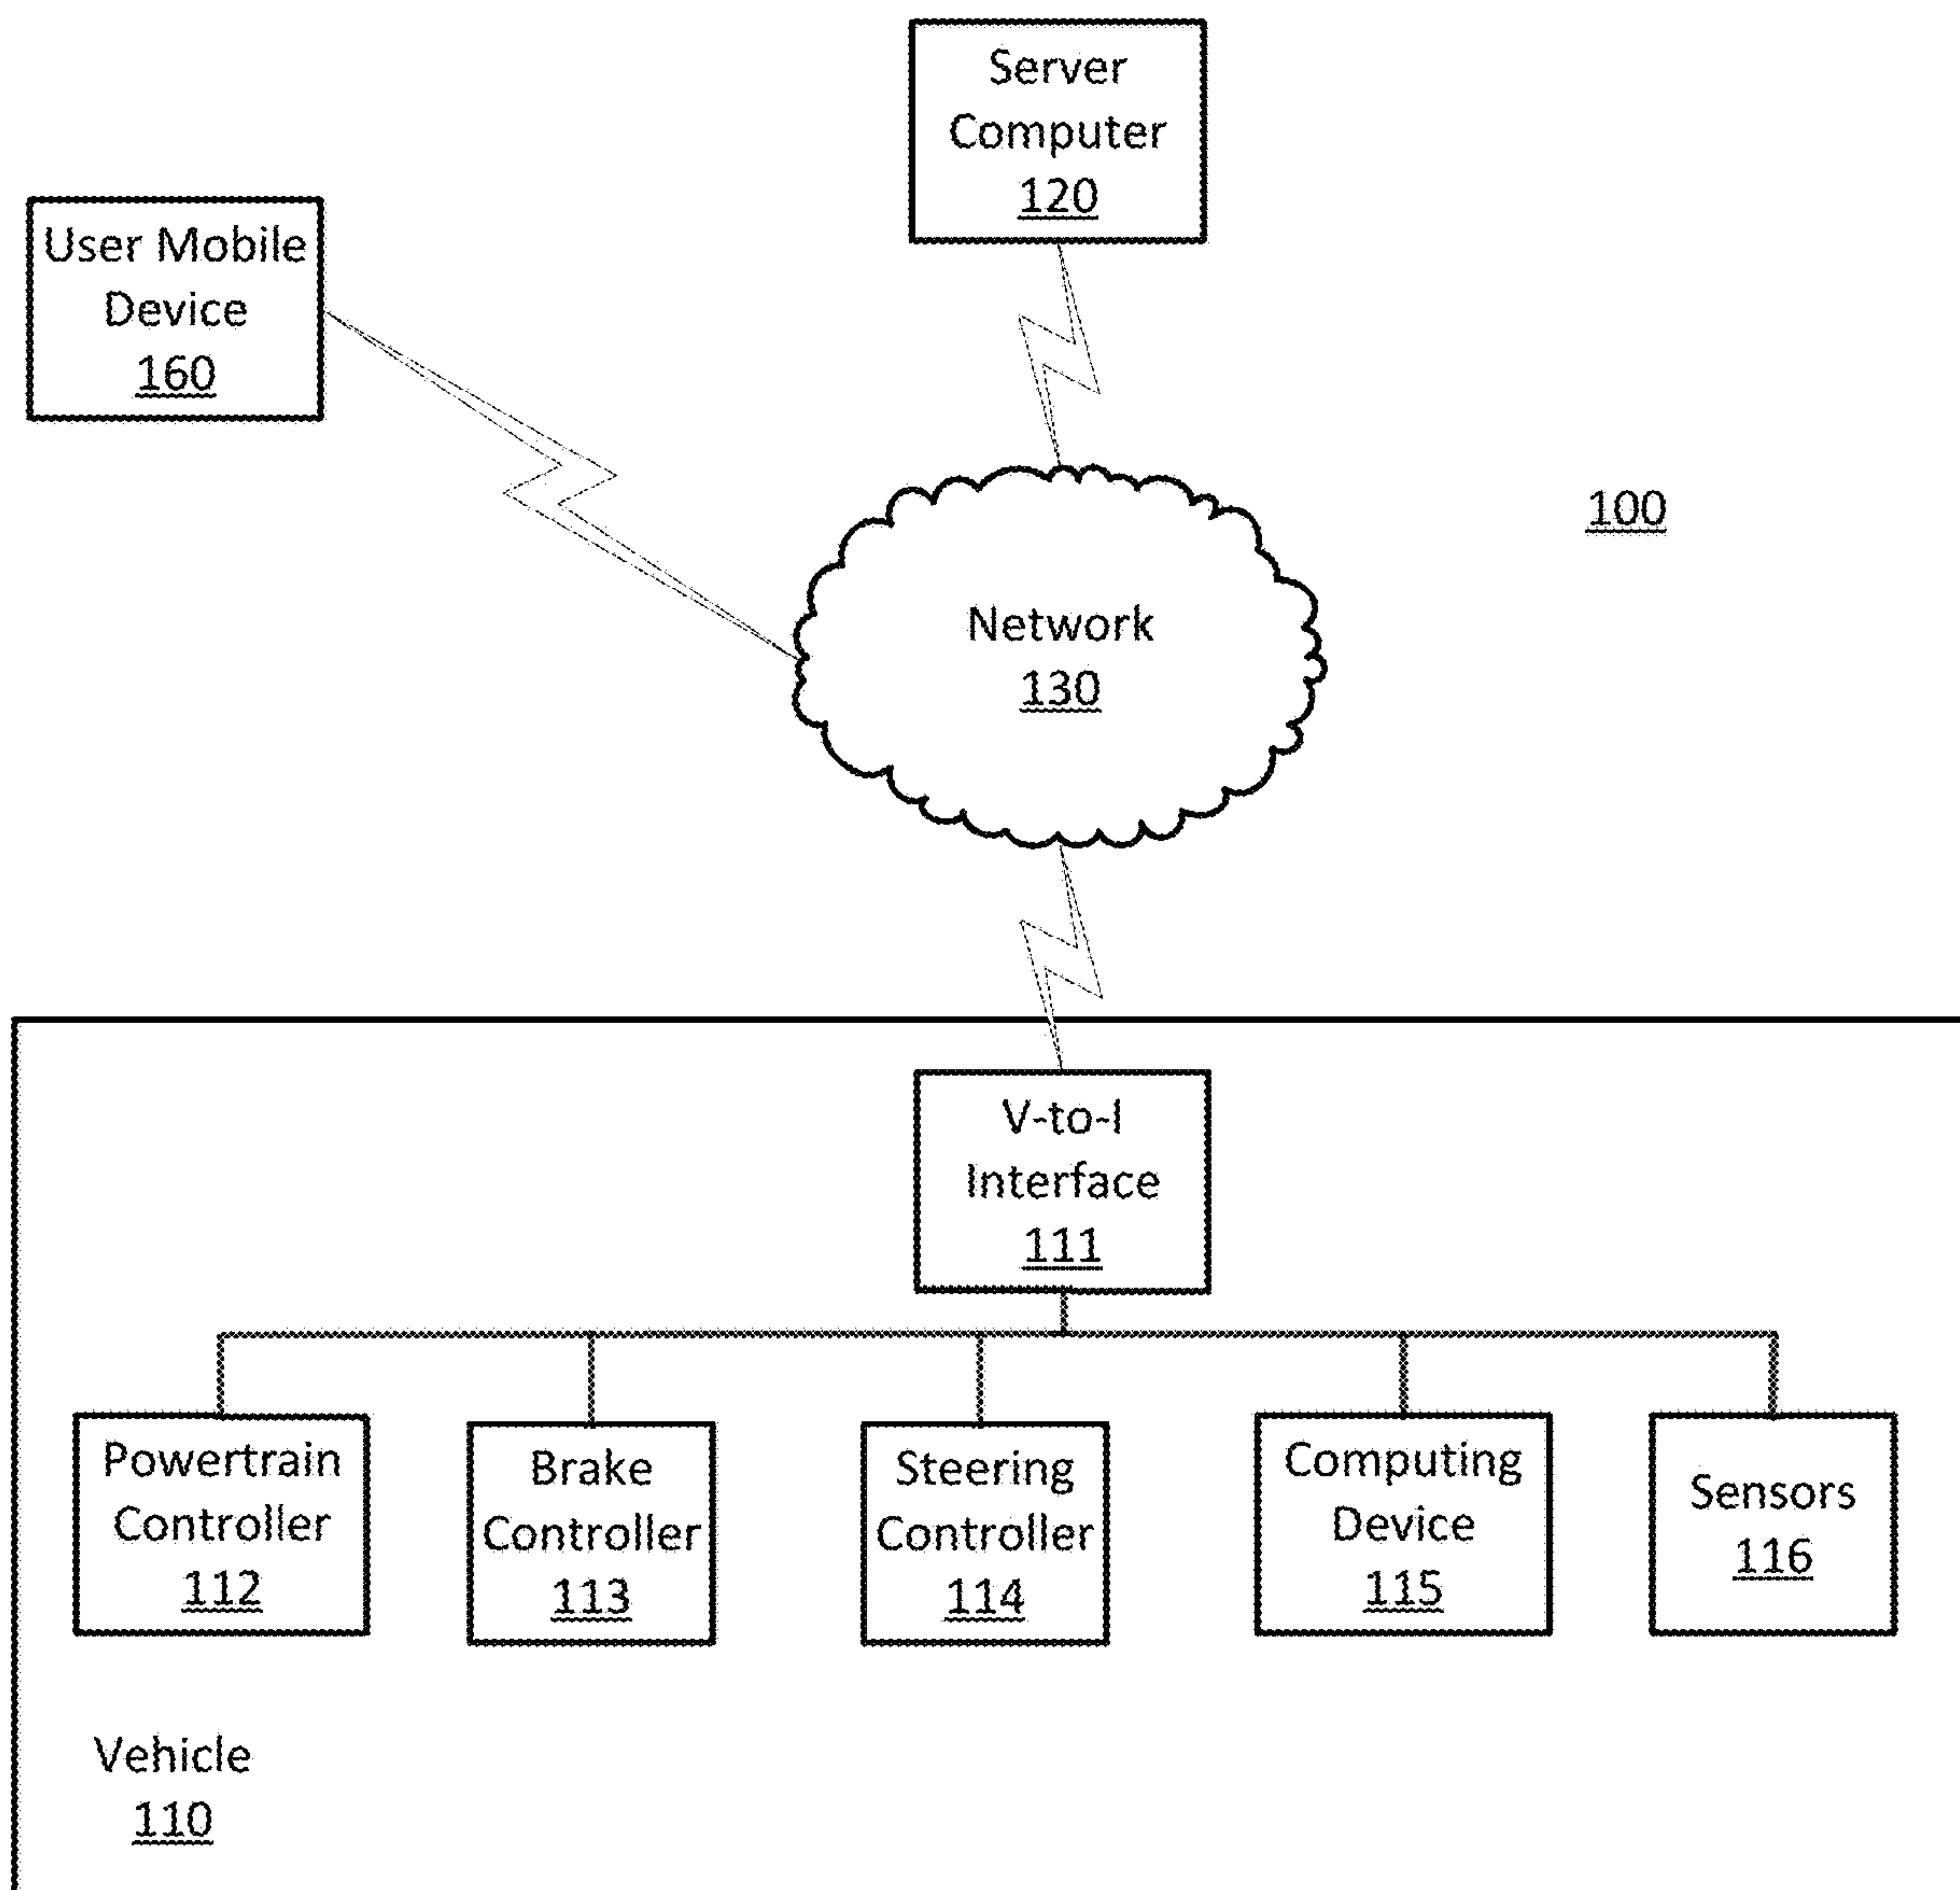 Server
Computer
120
User Mobile
Device
160
100
Network
130
V-to-I
Interface
111
Powertrain
Controller
112
Brake
Controller
113
Steering
Controller
114
Computing
Device
115
Sensors
116
Vehicle
110